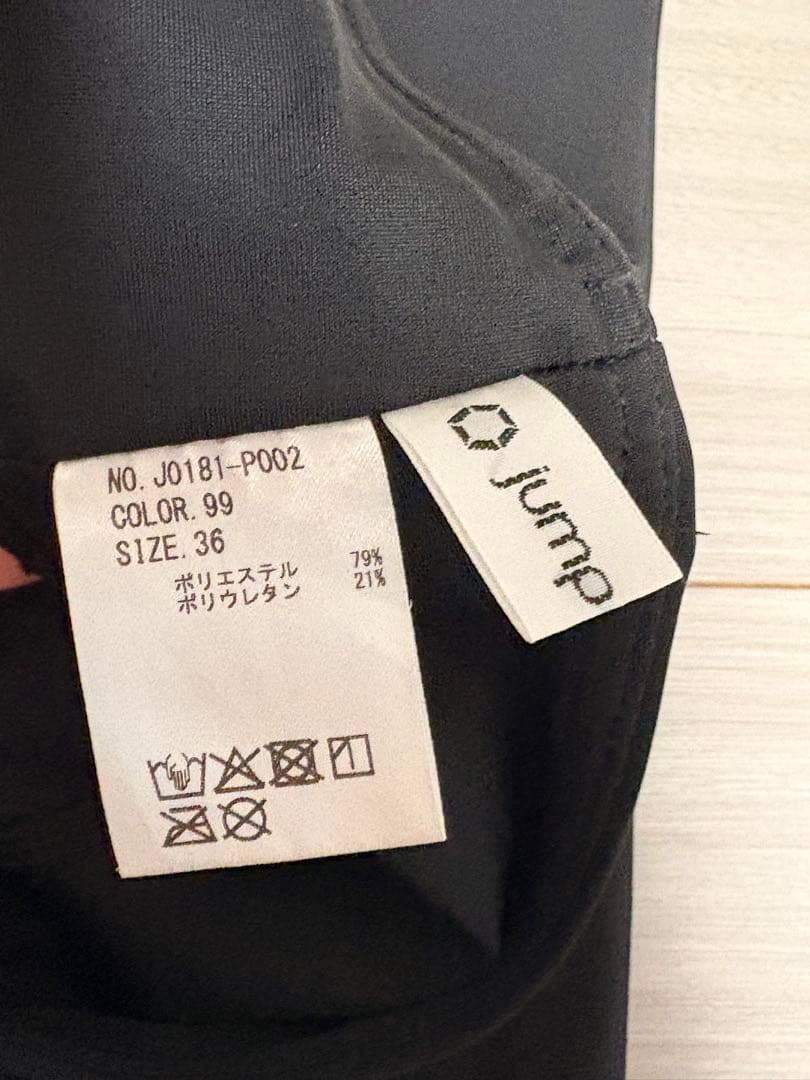 NO. J0181-P002
COLOR. 99
SIZE. 36
ポリエステル 79%
ポリウレタン 21%
jump